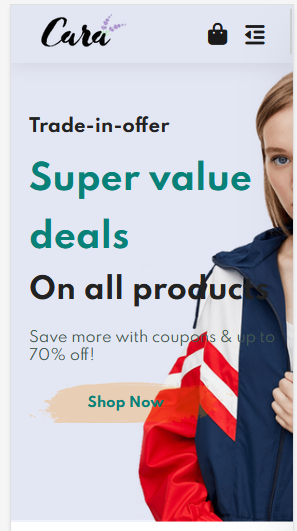 Cara
Trade-in-offer
Super value
deals
On all products
Save more with coupons & up to
70% off!
Shop Now